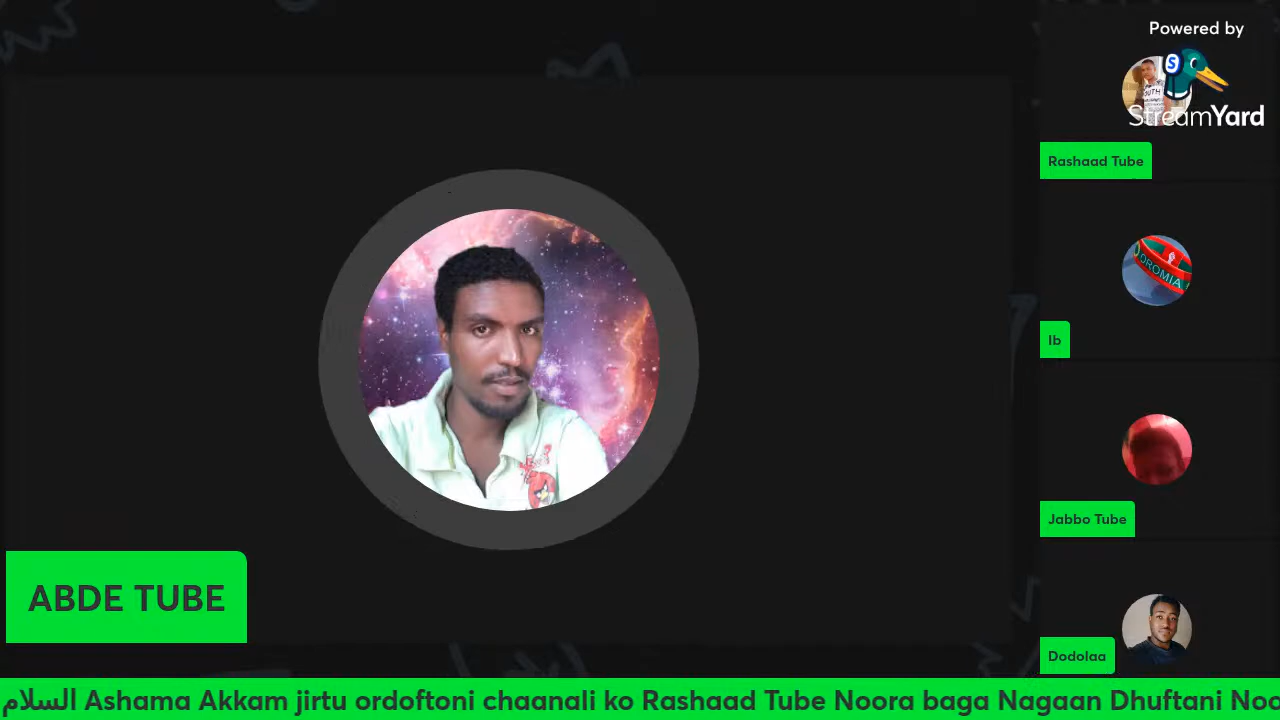 Powered by
StreamYard
Rashaad Tube
OROMIA
Ib
Jabbo Tube
ABDE TUBE
Dodolaa
السلام Ashama Akkam jirtu ordoftoni chaanali ko Rashaad Tube Noora baga Nagaan Dhuftani